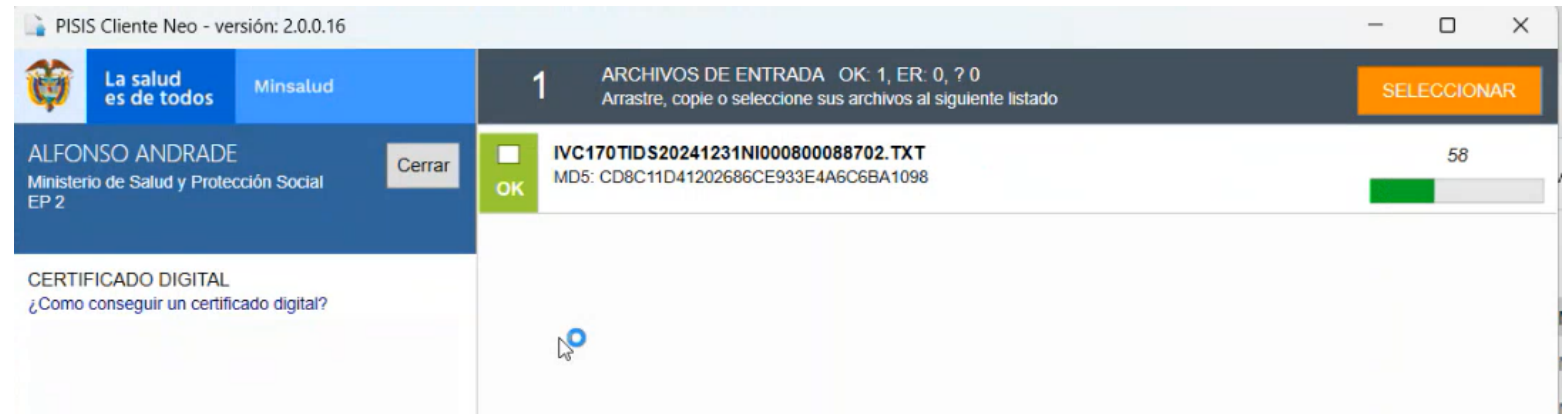 PISIS Cliente Neo - versión: 2.0.0.16
La salud
es de todos
Minsalud
1
ARCHIVOS DE ENTRADA OK: 1, ER: 0, ? 0
Arrastre, copie o seleccione sus archivos al siguiente listado
SELECCIONAR
ALFONSO ANDRADE
Ministerio de Salud y Protección Social
EP 2
Cerrar
OK
IVC170TIDS20241231NI000800088702.TXT
MD5: CD8C11D41202686CE933E4A6C6BA1098
58
CERTIFICADO DIGITAL
¿Como conseguir un certificado digital?